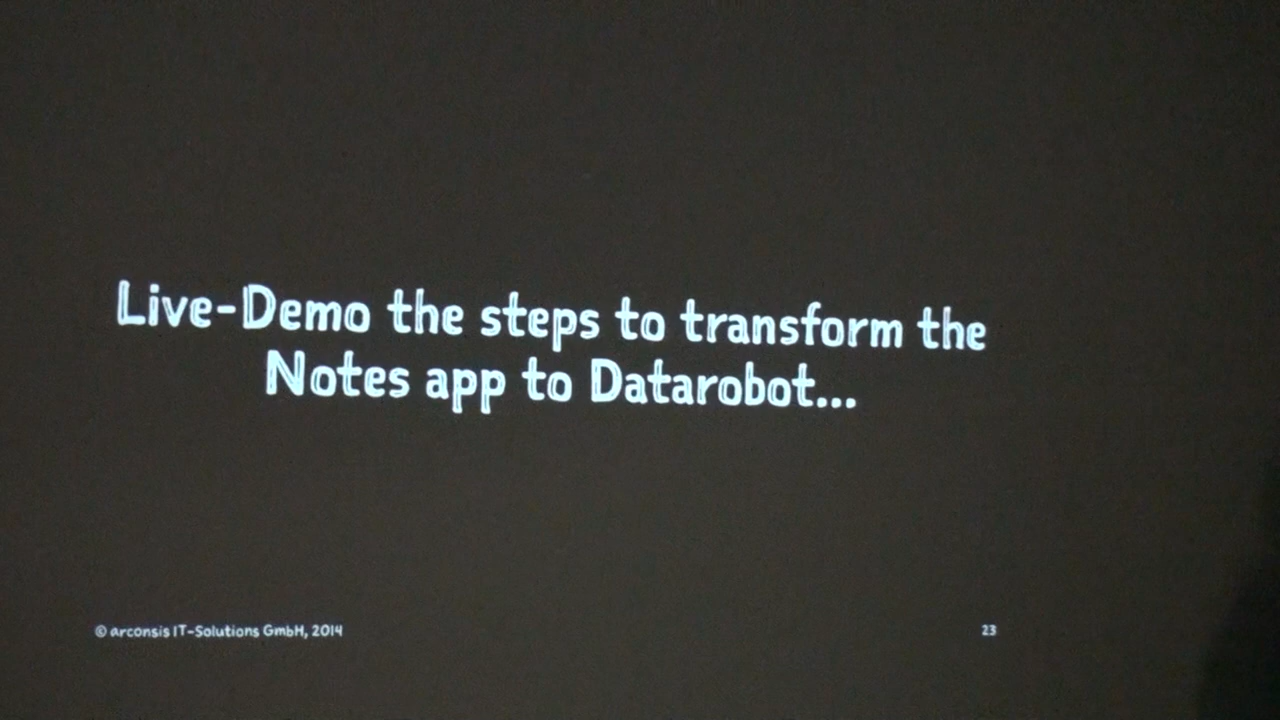 Live-Demo the steps to transform the
Notes app to Datarobot...
© arconsis IT-Solutions GmbH, 2014
23